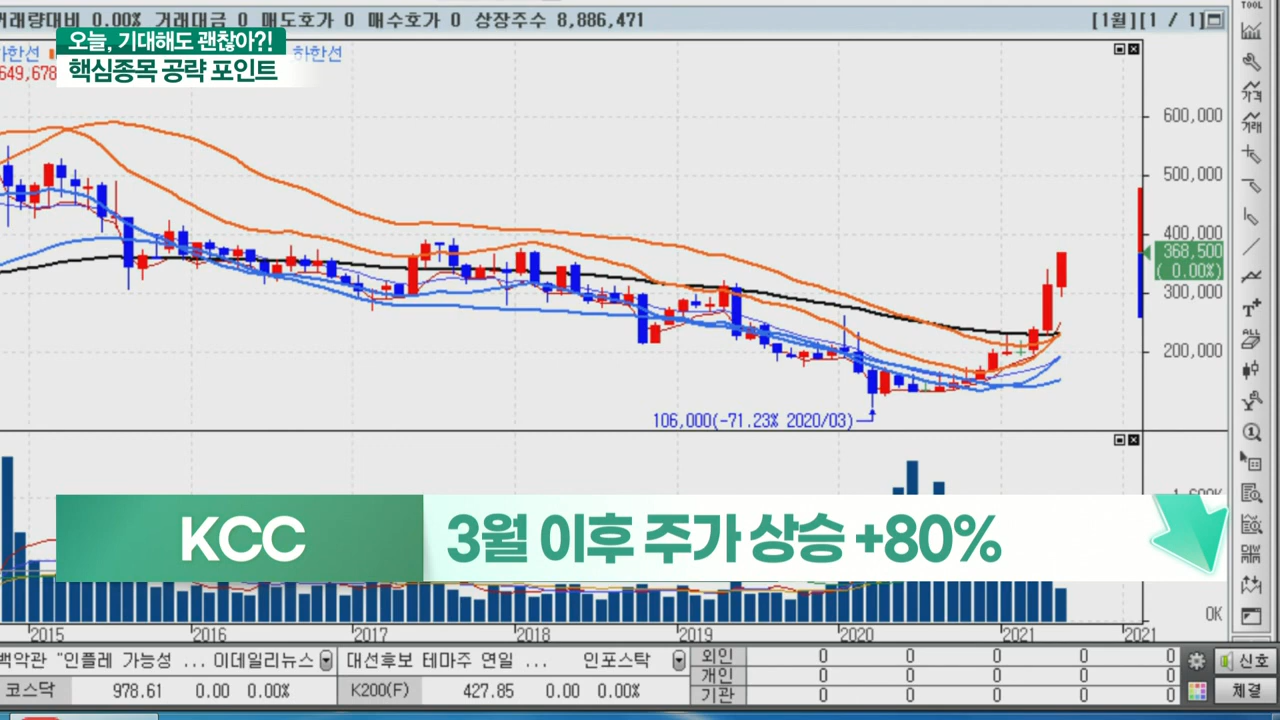 거래량대비 0.00% 거래대금 0 매도호가 0 매수호가 0 상장주수 8,886,471
[1월][1 / 1]
TOOL
오늘, 기대해도 괜찮아?!
핵심종목 공략 포인트
하한선
하한선
649,678
600,000
500,000
400,000
368,500
( 0.00%)
300,000
200,000
106,000(-71.23% 2020/03)
가격
거래
ALL
KCC
3월 이후 주가 상승 +80%
0K
2015
2016
2017
2018
2019
2020
2021
2021
백악관 "인플레 가능성 ... 이데일리뉴스
대선후보 테마주 연일 ... 인포스탁
외인 0 0 0 0 0
개인 0 0 0 0 0
기관 0 0 0 0 0
신호
체결
코스닥 978.61 0.00 0.00%
K200(F) 427.85 0.00 0.00%